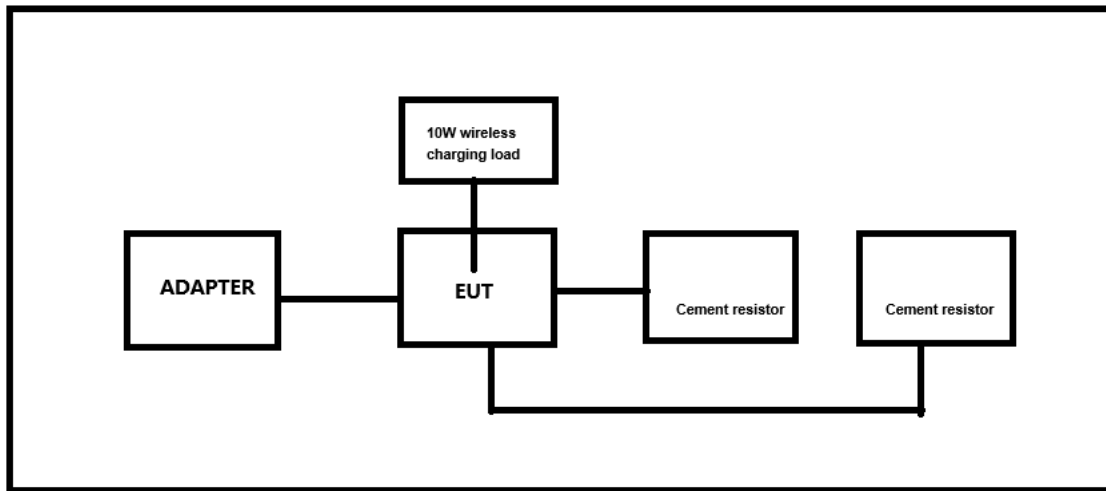 10W wireless
charging load
ADAPTER
EUT
Cement resistor
Cement resistor